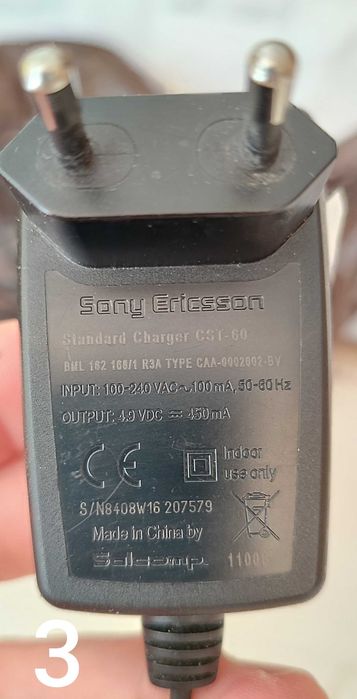 Sony Ericsson
Standard Charger CST-60
BML 162 166/1 R3A TYPE CAA-0002002-BV
INPUT: 100-240 VAC~, 100 mA, 50-60 Hz
OUTPUT: 4.9 VDC ⎓ 450mA
CE
Indoor
use only
S/N8408W16 207579
Made in China by
Salcomp
3